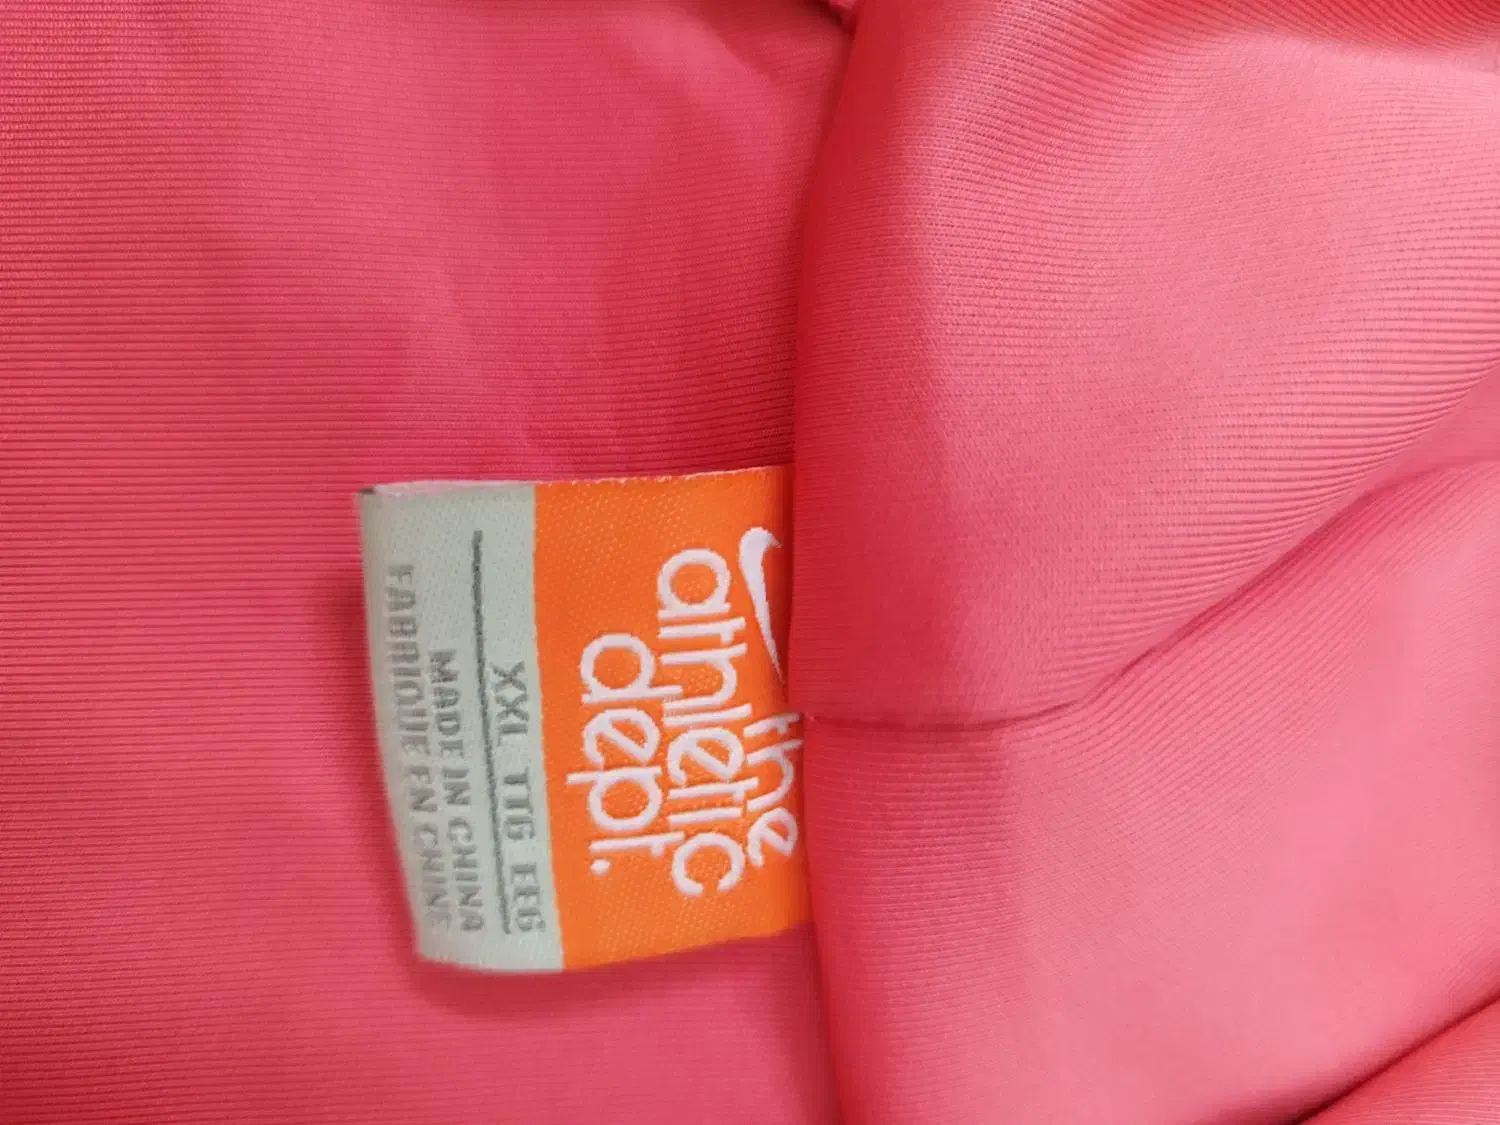 the
athletic
dept.
XXL TTG EEG
MADE IN CHINA
FABRIQUE EN CHINE